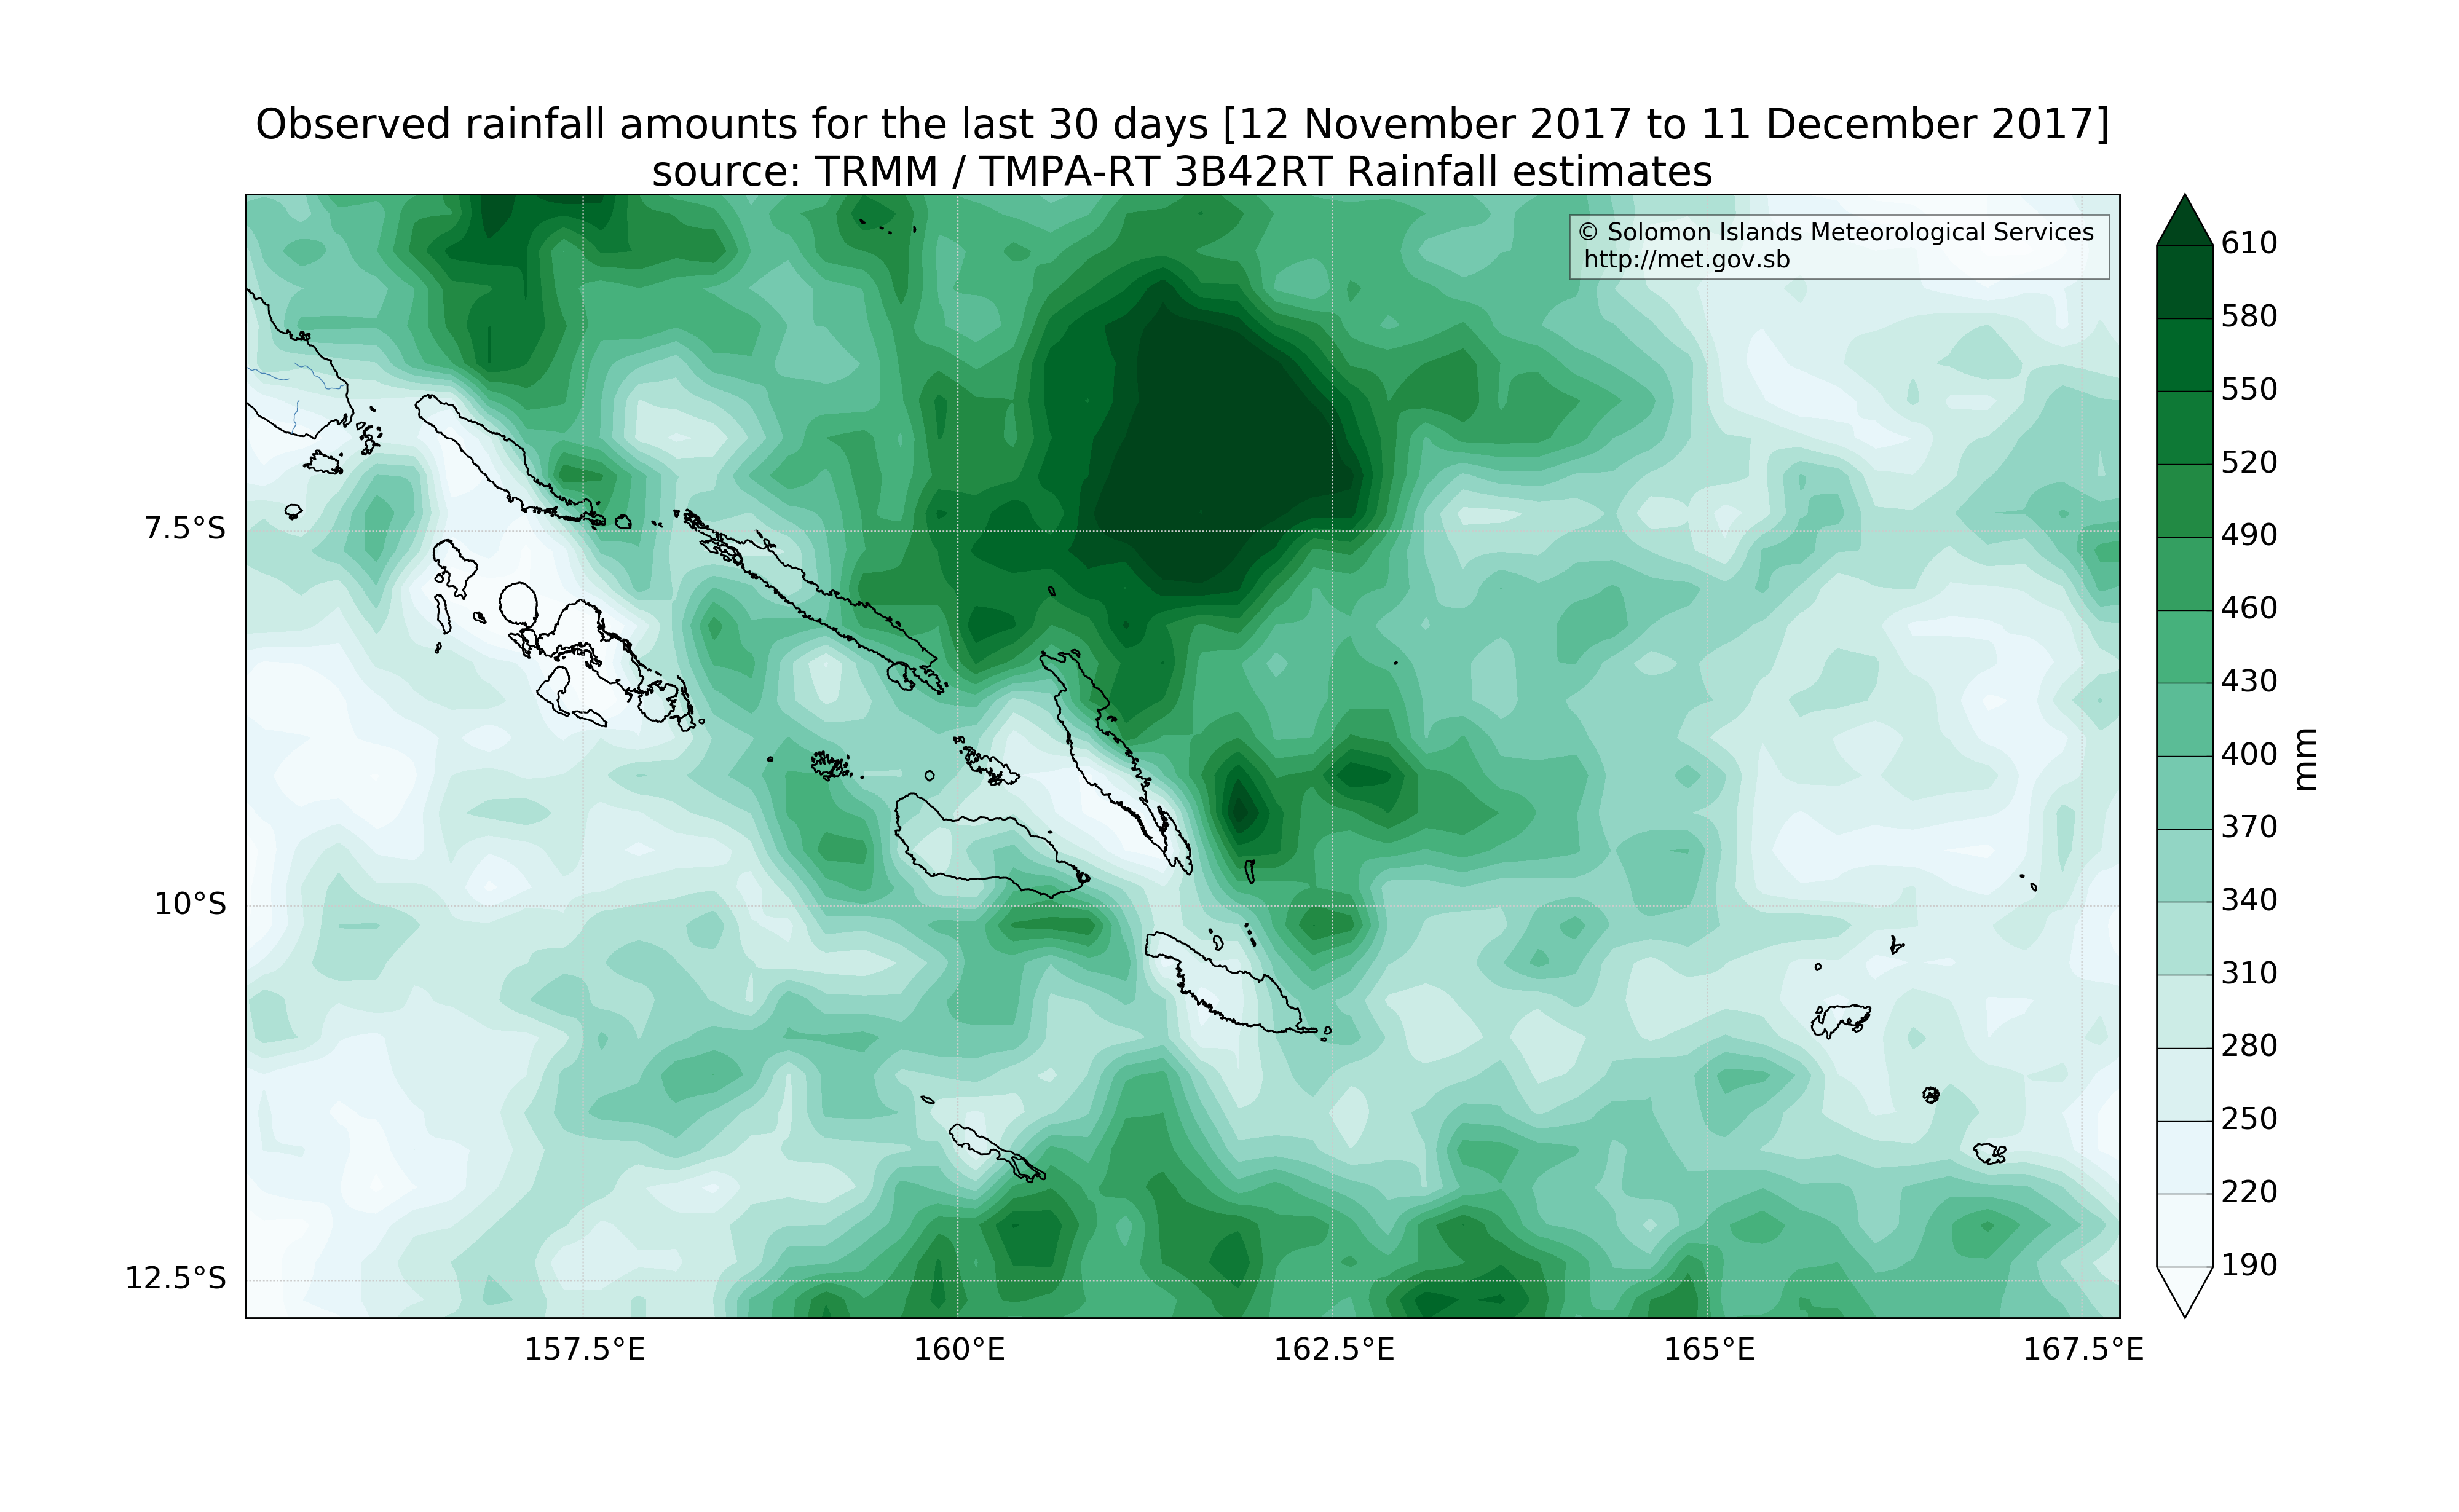 Observed rainfall amounts for the last 30 days [12 November 2017 to 11 December 2017]
source: TRMM / TMPA-RT 3B42RT Rainfall estimates
© Solomon Islands Meteorological Services
http://met.gov.sb
7.5°S
10°S
12.5°S
157.5°E
160°E
162.5°E
165°E
167.5°E
610
580
550
520
490
460
430
400
370
340
310
280
250
220
190
mm